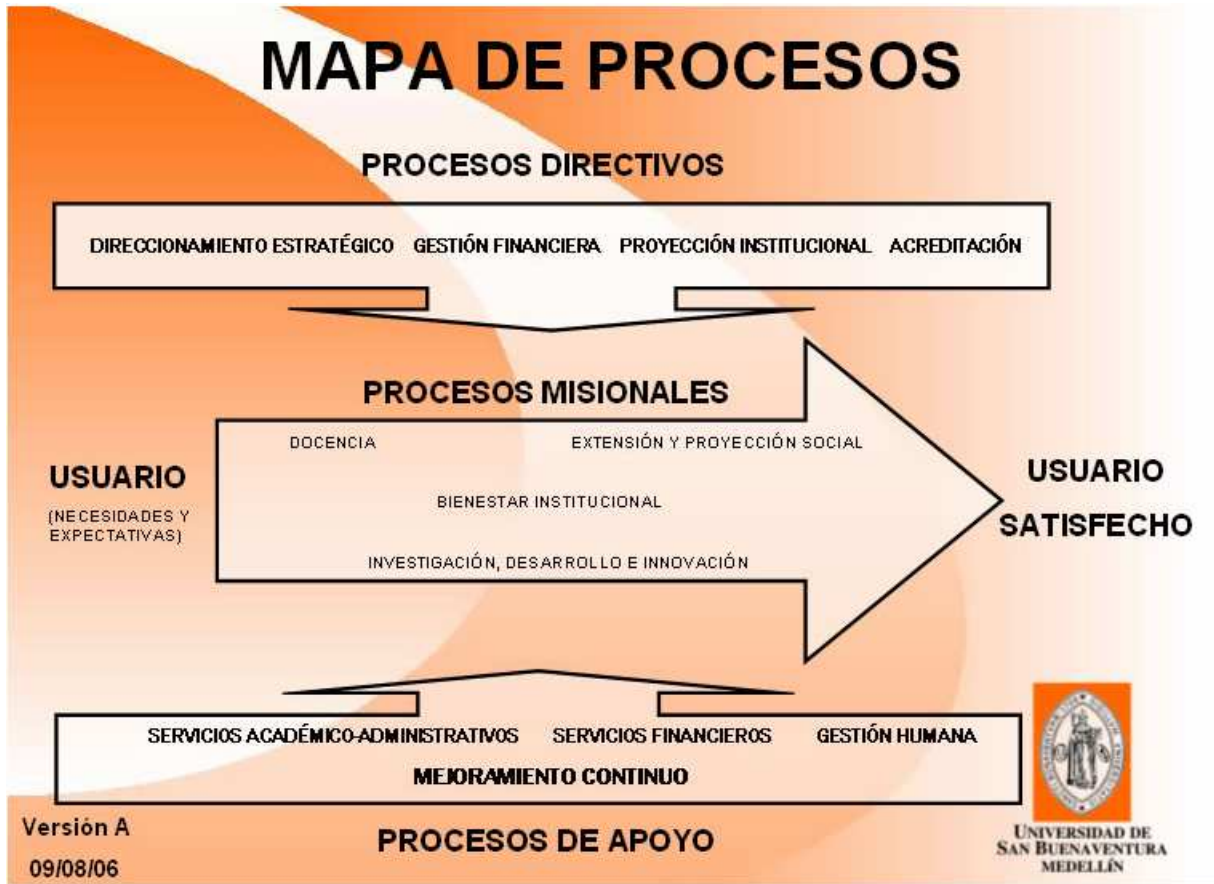 MAPA DE PROCESOS
PROCESOS DIRECTIVOS
DIRECCIONAMIENTO ESTRATÉGICO GESTIÓN FINANCIERA PROYECCIÓN INSTITUCIONAL ACREDITACIÓN
PROCESOS MISIONALES
DOCENCIA EXTENSIÓN Y PROYECCIÓN SOCIAL
BIENESTAR INSTITUCIONAL
INVESTIGACIÓN, DESARROLLO E INNOVACIÓN
USUARIO
(NECESIDADES Y
EXPECTATIVAS)
USUARIO
SATISFECHO
SERVICIOS ACADÉMICO-ADMINISTRATIVOS SERVICIOS FINANCIEROS GESTIÓN HUMANA
MEJORAMIENTO CONTINUO
PROCESOS DE APOYO
Versión A
09/08/06
UNIVERSIDAD DE
SAN BUENAVENTURA
MEDELLÍN